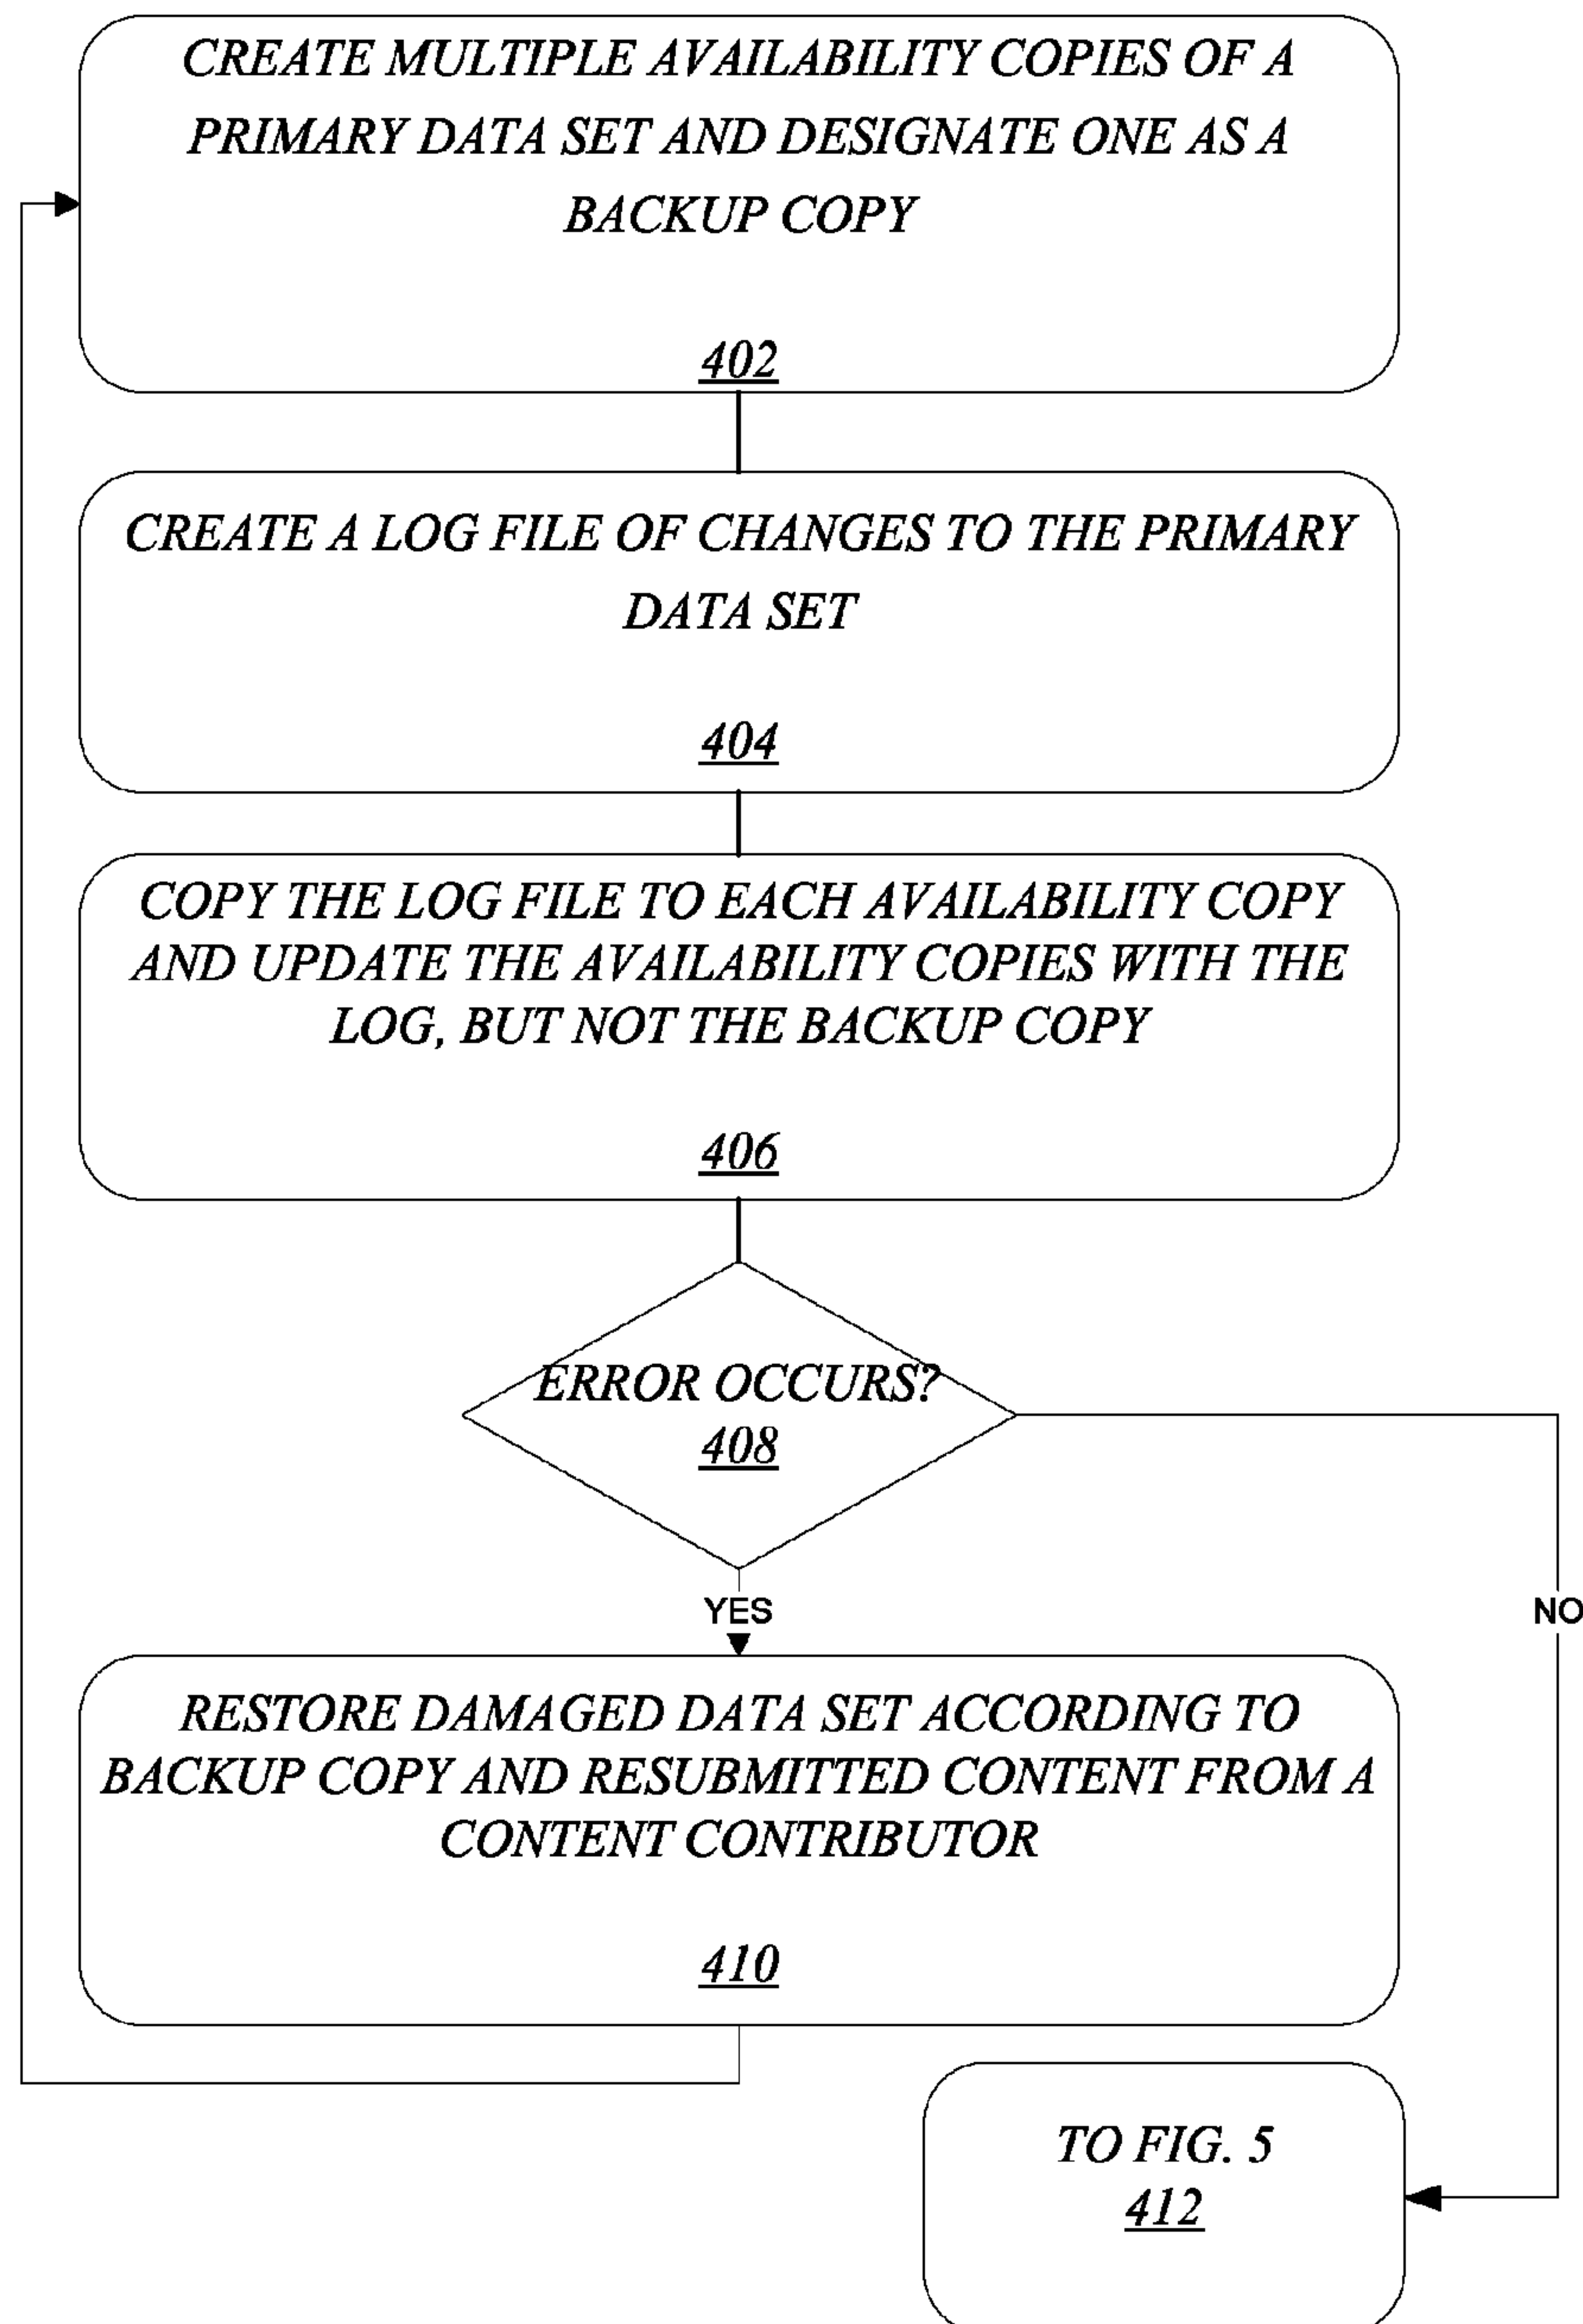 CREATE MULTIPLE AVAILABILITY COPIES OF A
PRIMARY DATA SET AND DESIGNATE ONE AS A
BACKUP COPY
402
CREATE A LOG FILE OF CHANGES TO THE PRIMARY
DATA SET
404
COPY THE LOG FILE TO EACH AVAILABILITY COPY
AND UPDATE THE AVAILABILITY COPIES WITH THE
LOG, BUT NOT THE BACKUP COPY
406
ERROR OCCURS?
408
YES
NO
RESTORE DAMAGED DATA SET ACCORDING TO
BACKUP COPY AND RESUBMITTED CONTENT FROM A
CONTENT CONTRIBUTOR
410
TO FIG. 5
412